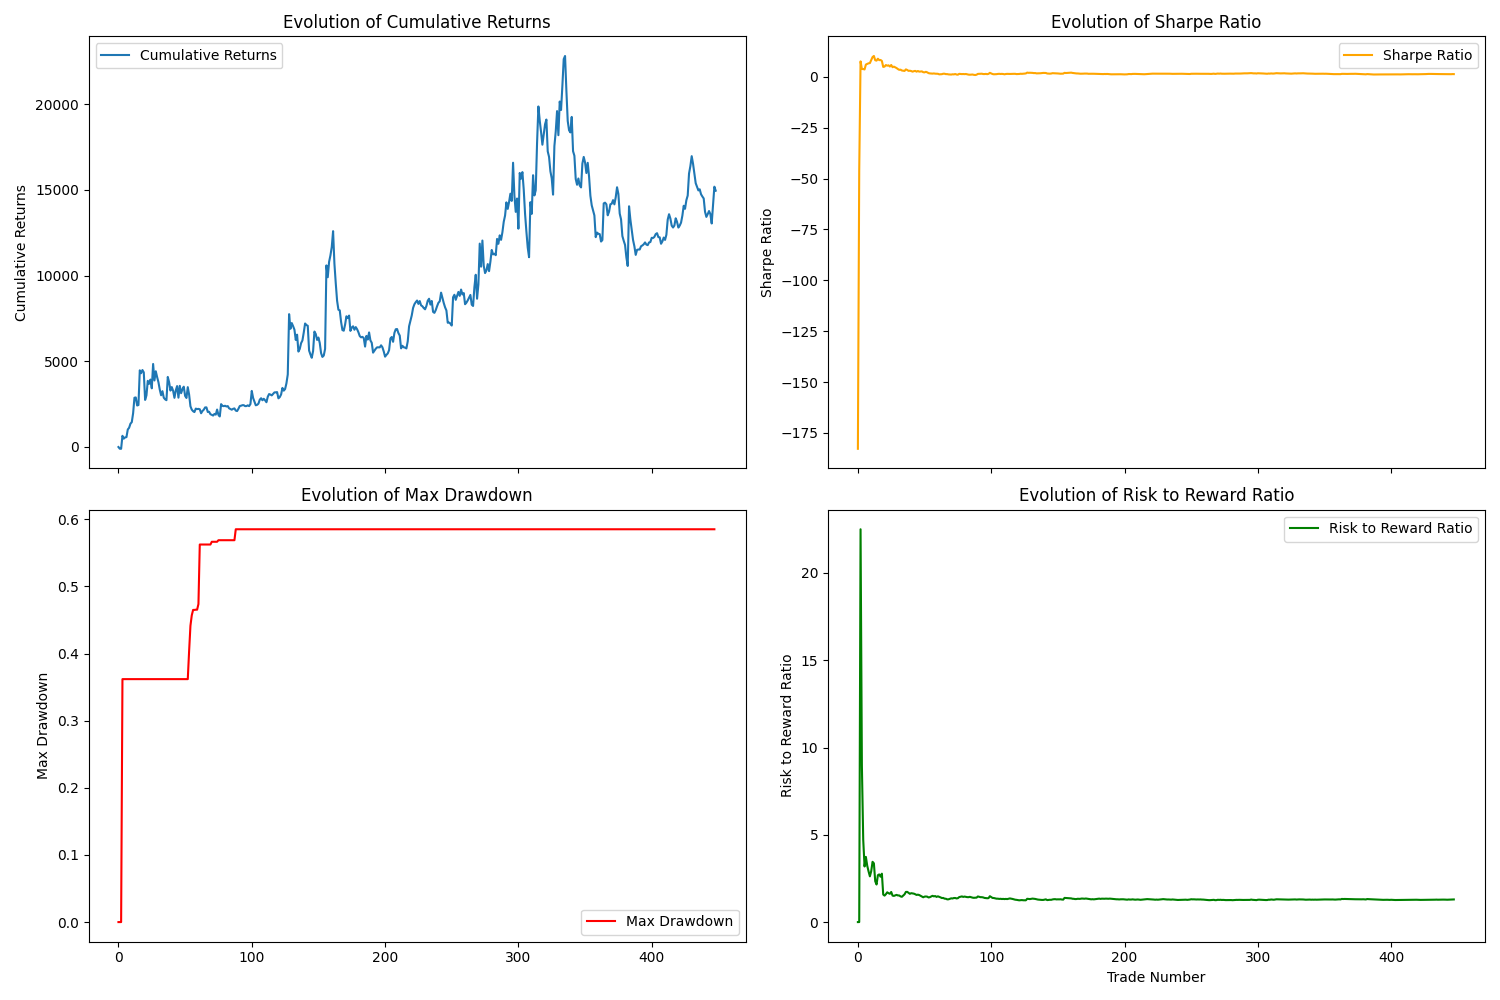 Evolution of Cumulative Returns
Cumulative Returns
20000
15000
10000
5000
0
Cumulative Returns
Evolution of Sharpe Ratio
Sharpe Ratio
0
−25
−50
−75
−100
−125
−150
−175
Sharpe Ratio
Evolution of Max Drawdown
0.6
0.5
0.4
0.3
0.2
0.1
0.0
Max Drawdown
Max Drawdown
0 100 200 300 400
Evolution of Risk to Reward Ratio
Risk to Reward Ratio
20
15
10
5
0
Risk to Reward Ratio
0 100 200 300 400
Trade Number